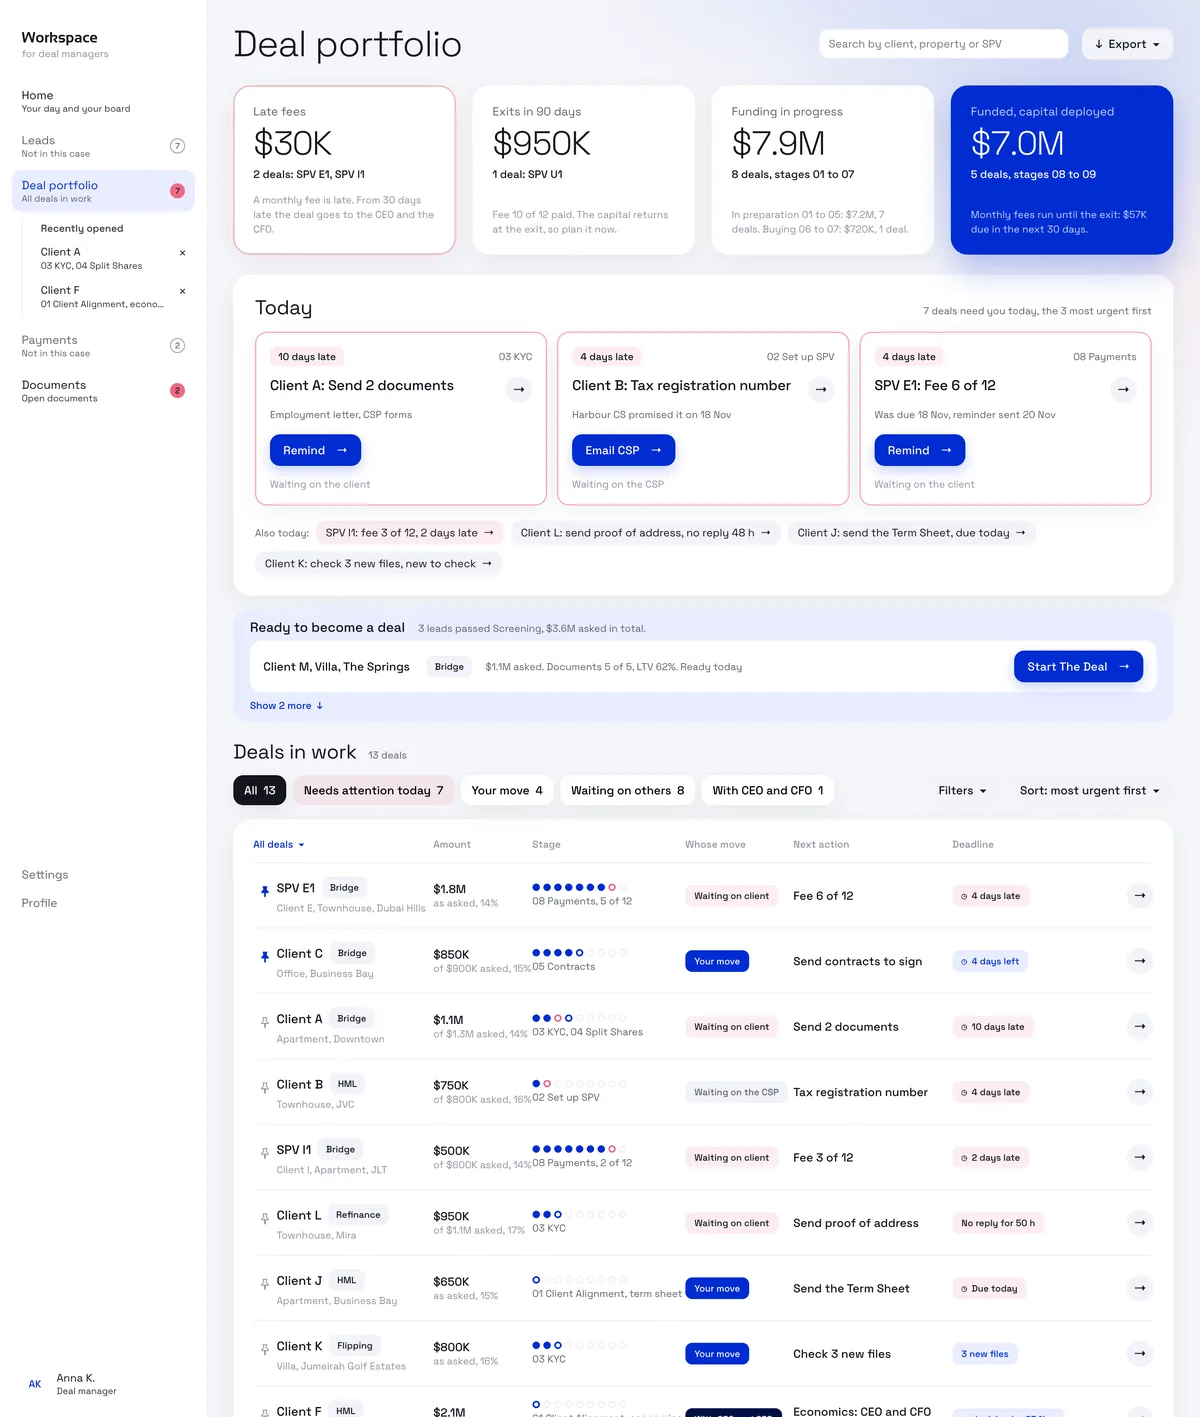 Workspace
for deal managers
Home
Your day and your board
Leads
Not in this case
7
Deal portfolio
All deals in work
7
Recently opened
Client A
03 KYC, 04 Split Shares
×
Client F
01 Client Alignment, econo...
×
Payments
Not in this case
2
Documents
Open documents
2
Settings
Profile
AK
Anna K.
Deal manager
Deal portfolio
Search by client, property or SPV
↓ Export
Late fees
$30K
2 deals: SPV E1, SPV I1
A monthly fee is late. From 30 days
late the deal goes to the CEO and the
CFO.
Exits in 90 days
$950K
1 deal: SPV U1
Fee 10 of 12 paid. The capital returns
at the exit, so plan it now.
Funding in progress
$7.9M
8 deals, stages 01 to 07
In preparation 01 to 05: $7.2M, 7
deals. Buying 06 to 07: $720K, 1 deal.
Funded, capital deployed
$7.0M
5 deals, stages 08 to 09
Monthly fees run until the exit: $57K
due in the next 30 days.
Today
7 deals need you today, the 3 most urgent first
10 days late
03 KYC
Client A: Send 2 documents
→
Employment letter, CSP forms
Remind →
Waiting on the client
4 days late
02 Set up SPV
Client B: Tax registration number
→
Harbour CS promised it on 18 Nov
Email CSP →
Waiting on the CSP
4 days late
08 Payments
SPV E1: Fee 6 of 12
→
Was due 18 Nov, reminder sent 20 Nov
Remind →
Waiting on the client
Also today:
SPV I1: fee 3 of 12, 2 days late →
Client L: send proof of address, no reply 48 h →
Client J: send the Term Sheet, due today →
Client K: check 3 new files, new to check →
Ready to become a deal
3 leads passed Screening, $3.6M asked in total.
Client M, Villa, The Springs
Bridge
$1.1M asked. Documents 5 of 5, LTV 62%. Ready today
Start The Deal →
Show 2 more ↓
Deals in work
13 deals
All 13
Needs attention today 7
Your move 4
Waiting on others 8
With CEO and CFO 1
Filters
Sort: most urgent first
All deals
Amount
Stage
Whose move
Next action
Deadline
SPV E1
Bridge
Client E, Townhouse, Dubai Hills
$1.8M
as asked, 14%
08 Payments, 5 of 12
Waiting on client
Fee 6 of 12
4 days late
→
Client C
Bridge
Office, Business Bay
$850K
of $900K asked, 15%
05 Contracts
Your move
Send contracts to sign
4 days left
→
Client A
Bridge
Apartment, Downtown
$1.1M
of $1.3M asked, 14%
03 KYC, 04 Split Shares
Waiting on client
Send 2 documents
10 days late
→
Client B
HML
Townhouse, JVC
$750K
of $800K asked, 16%
02 Set up SPV
Waiting on the CSP
Tax registration number
4 days late
→
SPV I1
Bridge
Client I, Apartment, JLT
$500K
of $600K asked, 14%
08 Payments, 2 of 12
Waiting on client
Fee 3 of 12
2 days late
→
Client L
Refinance
Townhouse, Mira
$950K
of $1.1M asked, 17%
03 KYC
Waiting on client
Send proof of address
No reply for 50 h
→
Client J
HML
Apartment, Business Bay
$650K
as asked, 15%
01 Client Alignment, term sheet
Your move
Send the Term Sheet
Due today
→
Client K
Flipping
Villa, Jumeirah Golf Estates
$800K
as asked, 16%
03 KYC
Your move
Check 3 new files
3 new files
→
Client F
HML
$2.1M
Economics: CEO and CFO